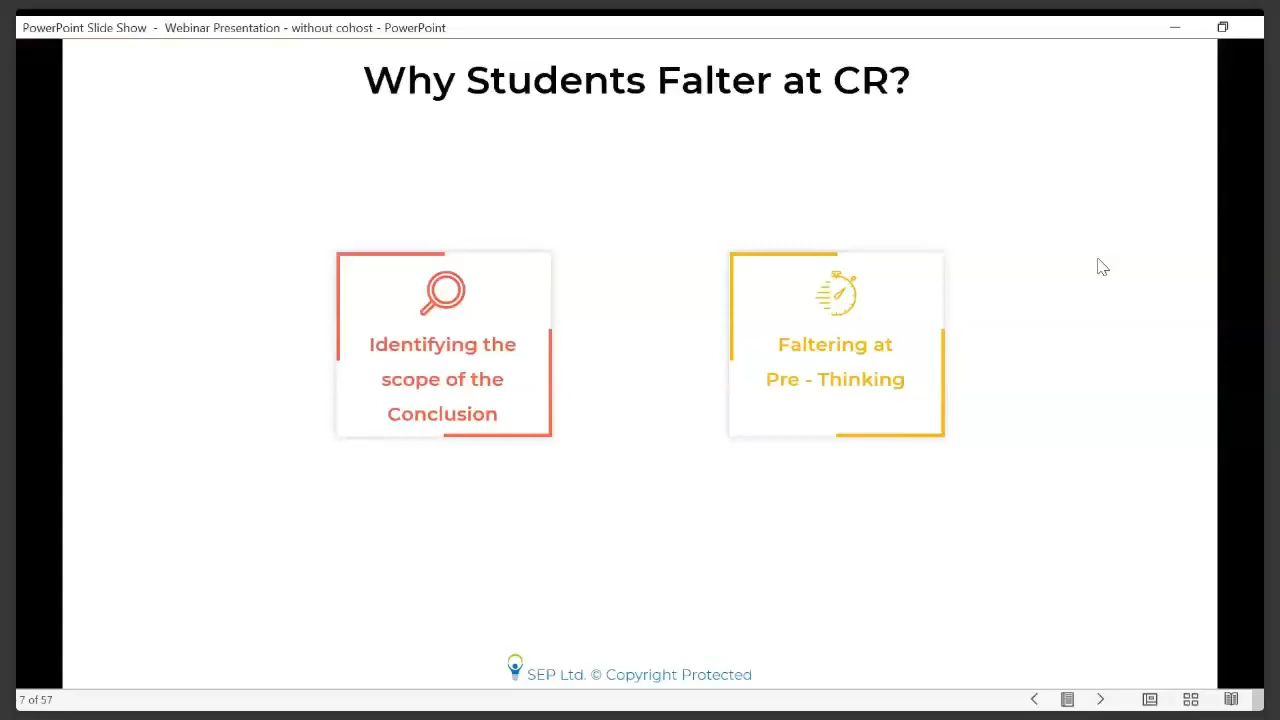 PowerPoint Slide Show - Webinar Presentation - without cohost - PowerPoint
Why Students Falter at CR?
Identifying the
scope of the
Conclusion
Faltering at
Pre - Thinking
SEP Ltd. © Copyright Protected
7 of 57